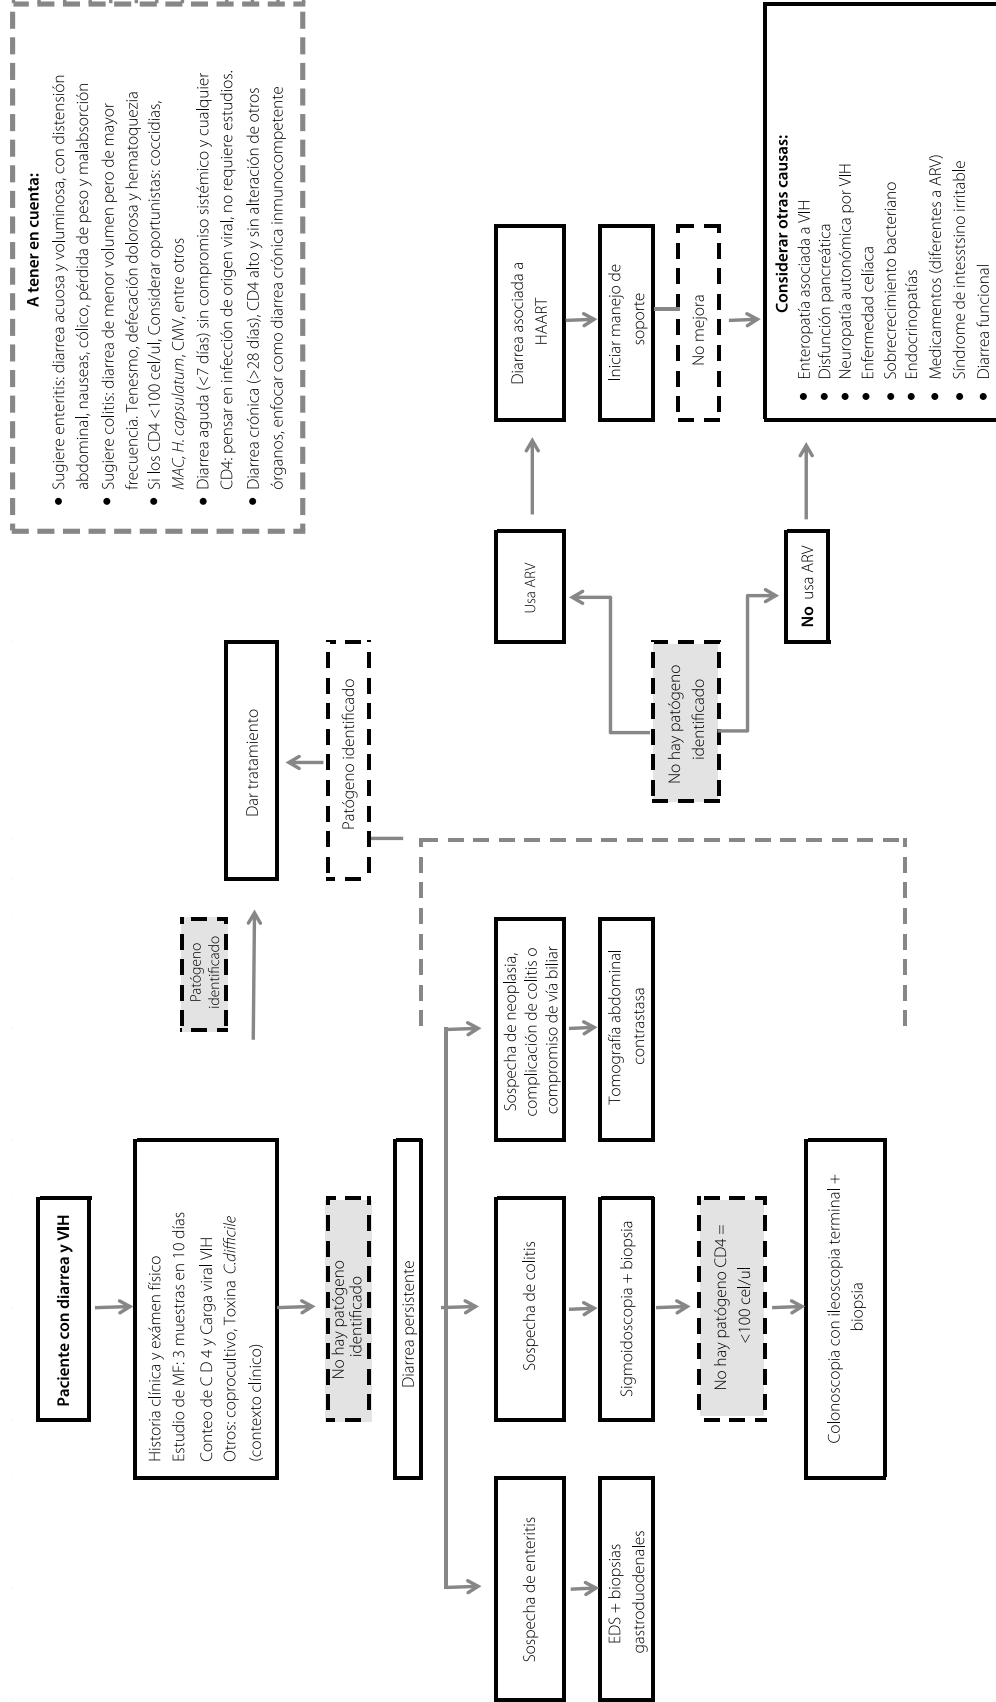 Paciente con diarrea y VIH
Historia clínica y exámen físico
Estudio de MF: 3 muestras en 10 días
Conteo de C D 4 y Carga viral VIH
Otros: coprocultivo, Toxina C.difficile
(contexto clínico)
No hay patógeno
identificado
Diarrea persistente
Sospecha de enteritis
EDS + biopsias
gastroduodenales
Sospecha de colitis
Sigmoidoscopia + biopsia
No hay patógeno CD4 =
<100 cel/ul
Colonoscopia con ileoscopia terminal +
biopsia
Sospecha de neoplasia,
complicación de colitis o
compromiso de vía biliar
Tomografía abdominal
contrastasa
Patógeno
identificado
Dar tratamiento
Patógeno identificado
No hay patógeno
identificado
Usa ARV
No usa ARV
Diarrea asociada a
HAART
Iniciar manejo de
soporte
No mejora
Considerar otras causas:
• Enteropatía asociada a VIH
• Disfunción pancreática
• Neuropatía autonómica por VIH
• Enfermedad celíaca
• Sobrecrecimiento bacteriano
• Endocrinopatías
• Medicamentos (diferentes a ARV)
• Síndrome de intesstsino irritable
• Diarrea funcional
A tener en cuenta:
• Sugiere enteritis: diarrea acuosa y voluminosa, con distensión
abdominal, nauseas, cólico, pérdida de peso y malabsorción
• Sugiere colitis: diarrea de menor volumen pero de mayor
frecuencia. Tenesmo, defecación dolorosa y hematoquezia
• Si los CD4 <100 cel/ul, Considerar oportunistas: coccidias,
MAC, H. capsulatum, CMV, entre otros
• Diarrea aguda (<7 días) sin compromiso sistémico y cualquier
CD4: pensar en infección de origen viral, no requiere estudios.
• Diarrea crónica (>28 días), CD4 alto y sin alteración de otros
órganos, enfocar como diarrea crónica inmunocompetente